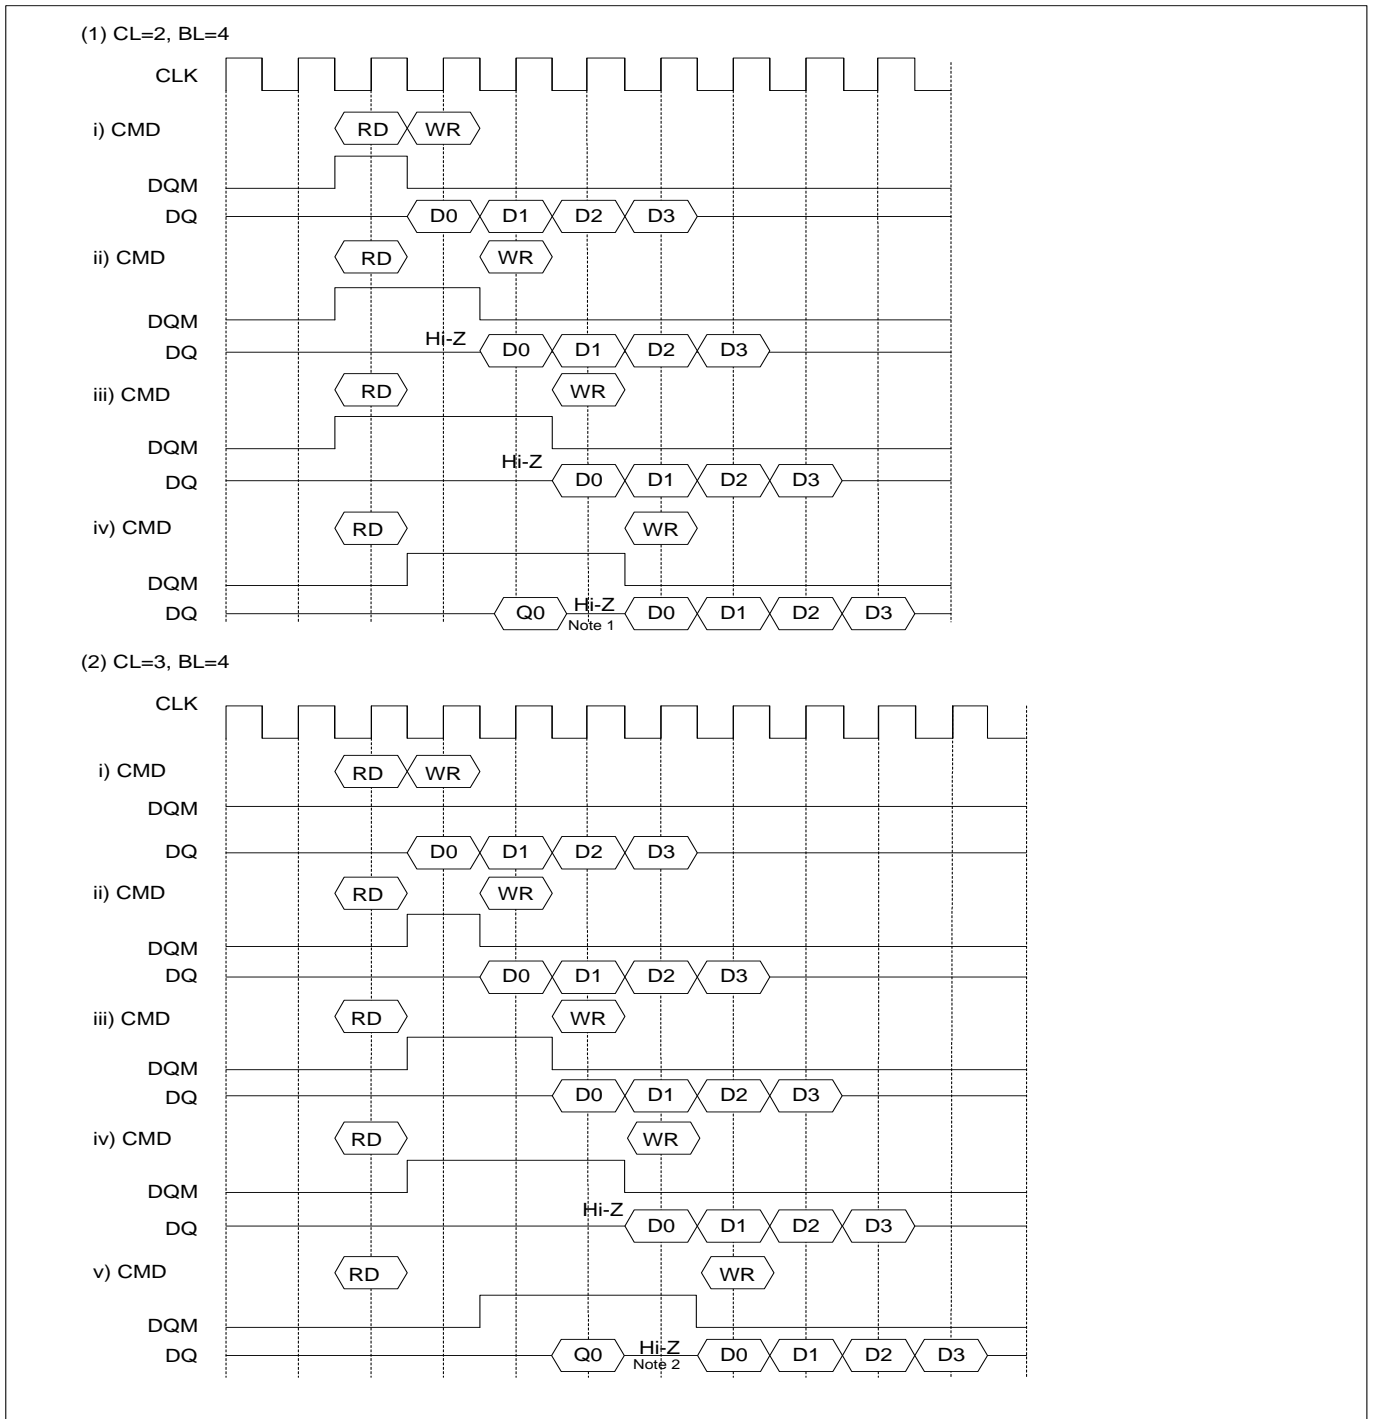 (1) CL=2, BL=4
CLK
i) CMD RD WR
DQM
DQ D0 D1 D2 D3
ii) CMD RD WR
DQM
Hi-Z
DQ D0 D1 D2 D3
iii) CMD RD WR
DQM
Hi-Z
DQ D0 D1 D2 D3
iv) CMD RD WR
DQM
DQ Q0 Hi-Z D0 D1 D2 D3
Note 1
(2) CL=3, BL=4
CLK
i) CMD RD WR
DQM
DQ D0 D1 D2 D3
ii) CMD RD WR
DQM
DQ D0 D1 D2 D3
iii) CMD RD WR
DQM
DQ D0 D1 D2 D3
iv) CMD RD WR
DQM
Hi-Z
DQ D0 D1 D2 D3
v) CMD RD WR
DQM
DQ Q0 Hi-Z D0 D1 D2 D3
Note 2